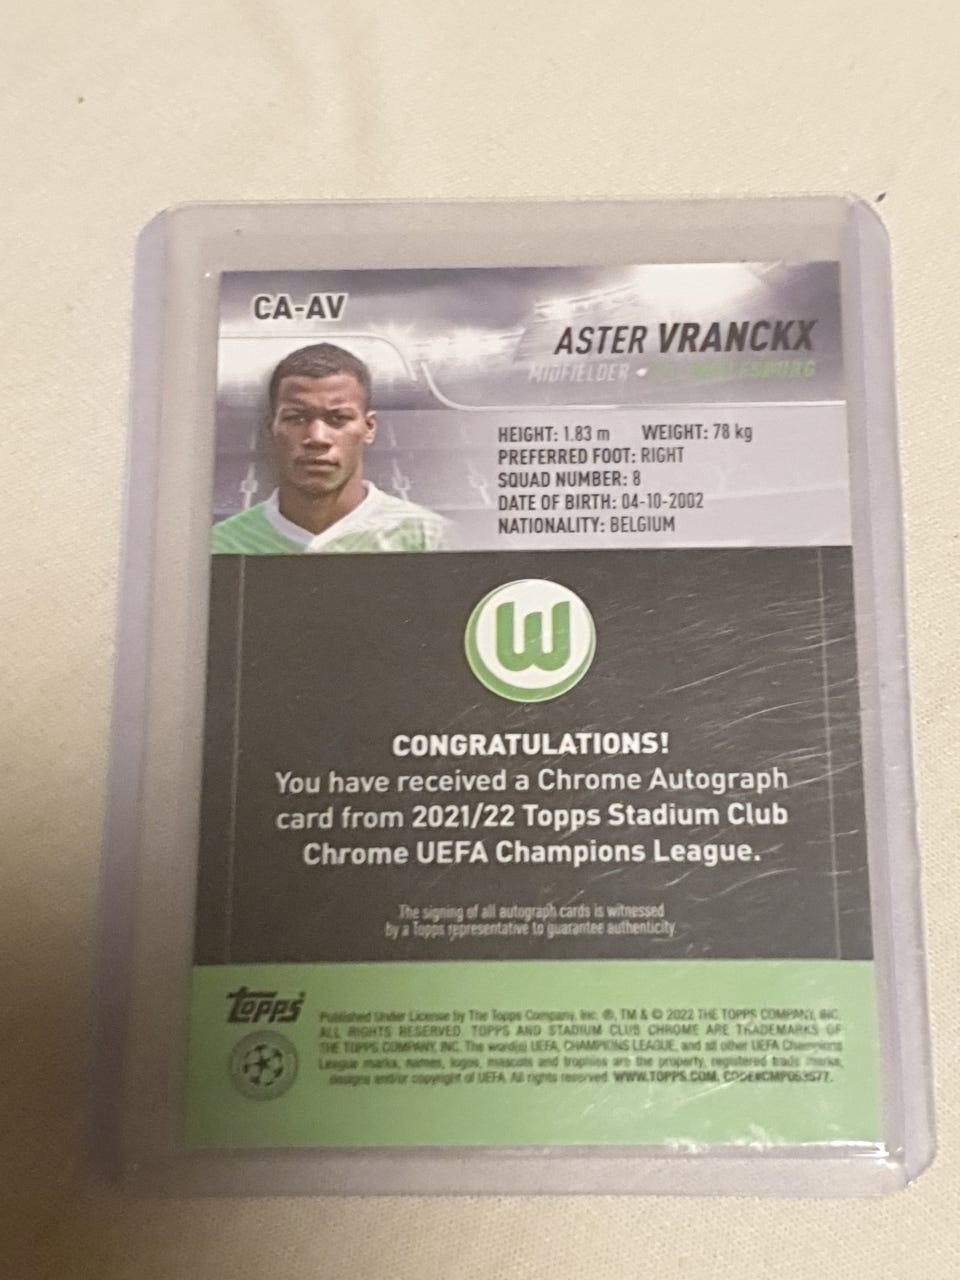 CA-AV
ASTER VRANCKX
MIDFIELDER •
HEIGHT: 1.83 m WEIGHT: 78 kg
PREFERRED FOOT: RIGHT
SQUAD NUMBER: 8
DATE OF BIRTH: 04-10-2002
NATIONALITY: BELGIUM
W
CONGRATULATIONS!
You have received a Chrome Autograph
card from 2021/22 Topps Stadium Club
Chrome UEFA Champions League.
The signing of all autograph cards is witnessed
by a Topps representative to guarantee authenticity.
Topps
Published Under License by The Topps Company, Inc. ®, TM & © 2022 THE TOPPS COMPANY, INC.
ALL RIGHTS RESERVED. TOPPS AND STADIUM CLUB CHROME ARE TRADEMARKS OF
THE TOPPS COMPANY, INC. The word(s) UEFA, CHAMPIONS LEAGUE, and all other UEFA Champions
League marks, names, logos, mascots and trophies are the property, registered trade marks,
designs and/or copyright of UEFA. All rights reserved. WWW.TOPPS.COM. CODE#CMP063577.